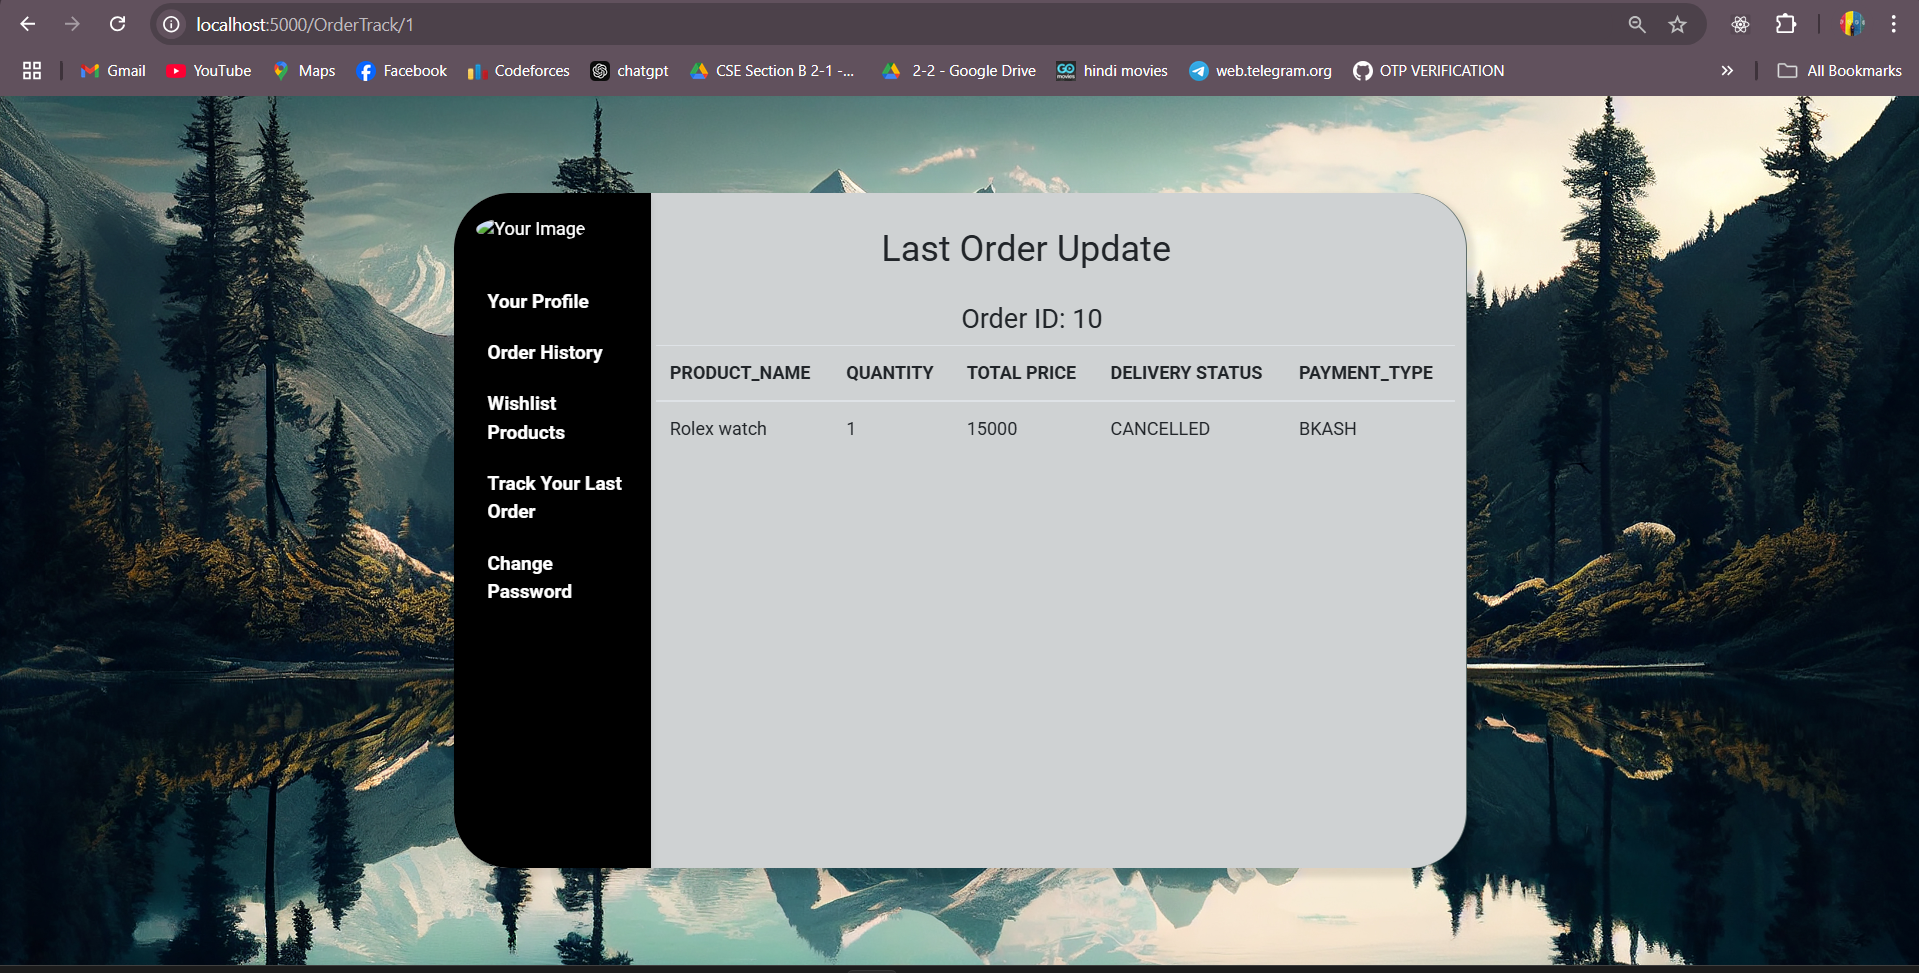 localhost:5000/OrderTrack/1
Gmail YouTube Maps Facebook Codeforces chatgpt CSE Section B 2-1 -... 2-2 - Google Drive GO movies hindi movies web.telegram.org OTP VERIFICATION » All Bookmarks
Your Image
Your Profile
Order History
Wishlist
Products
Track Your Last
Order
Change
Password
Last Order Update
Order ID: 10
PRODUCT_NAME QUANTITY TOTAL PRICE DELIVERY STATUS PAYMENT_TYPE
Rolex watch 1 15000 CANCELLED BKASH